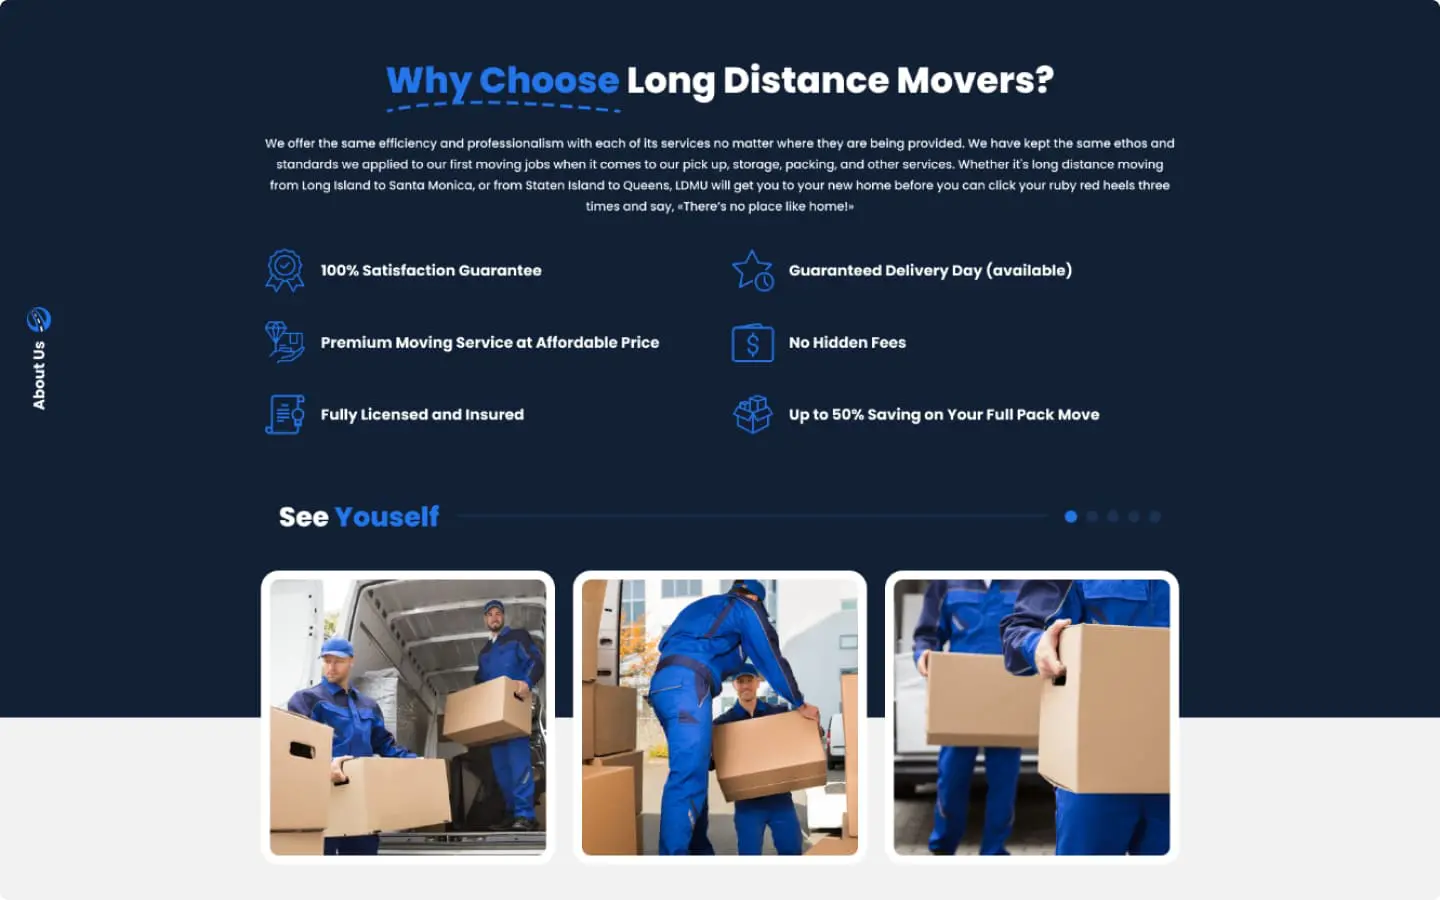 Why Choose Long Distance Movers?
We offer the same efficiency and professionalism with each of its services no matter where they are being provided. We have kept the same ethos and
standards we applied to our first moving jobs when it comes to our pick up, storage, packing, and other services. Whether it's long distance moving
from Long Island to Santa Monica, or from Staten Island to Queens, LDMU will get you to your new home before you can click your ruby red heels three
times and say, «There's no place like home!»
100% Satisfaction Guarantee
Guaranteed Delivery Day (available)
Premium Moving Service at Affordable Price
$
No Hidden Fees
Fully Licensed and Insured
Up to 50% Saving on Your Full Pack Move
About Us
See Youself